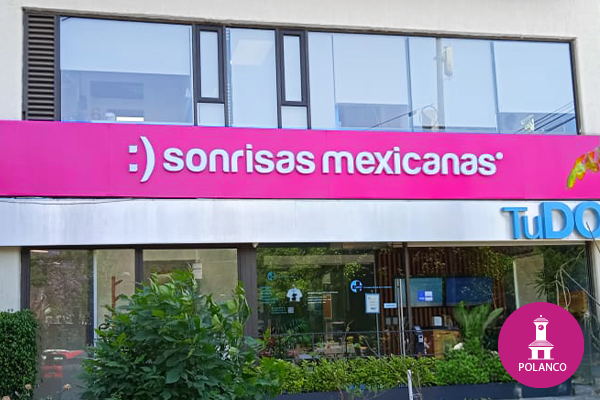 :) sonrisas mexicanas
TuDO
POLANCO